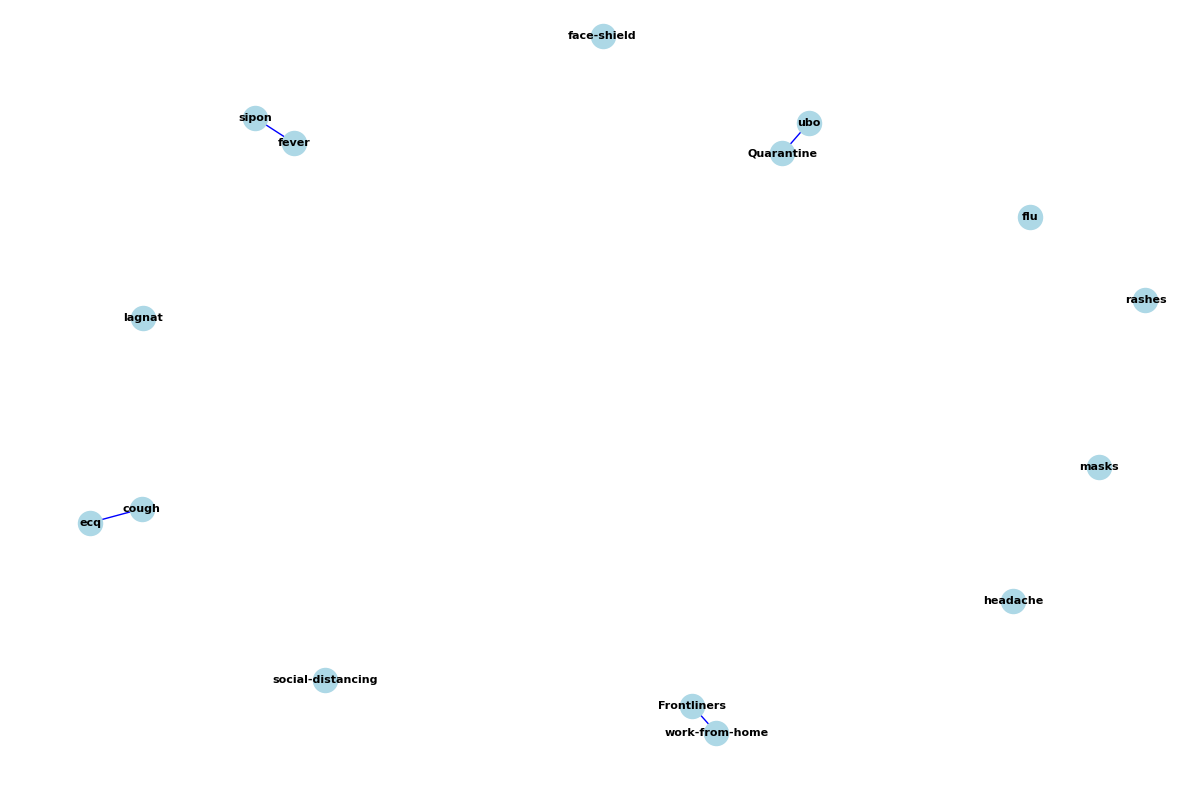 face-shield
sipon
ubo
fever
Quarantine
flu
rashes
lagnat
masks
cough
ecq
headache
social-distancing
Frontliners
work-from-home